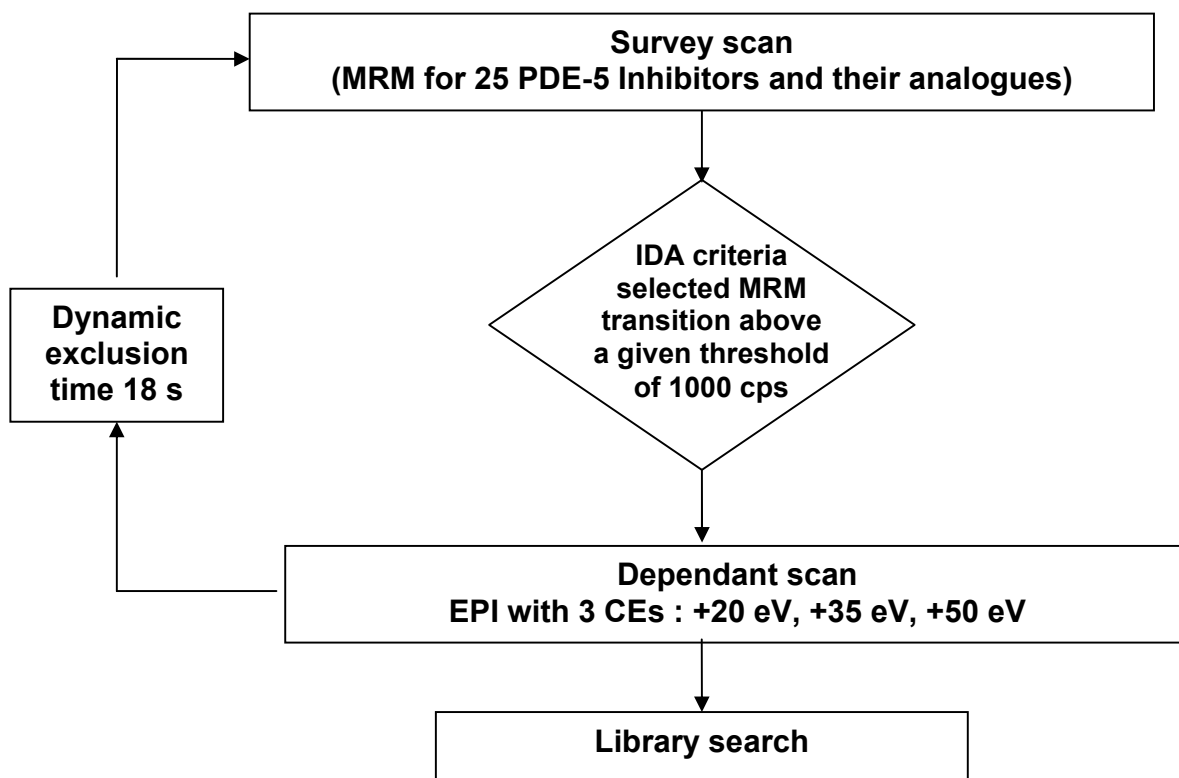 Survey scan
(MRM for 25 PDE-5 Inhibitors and their analogues)
IDA criteria
selected MRM
transition above
a given threshold
of 1000 cps
Dynamic
exclusion
time 18 s
Dependant scan
EPI with 3 CEs : +20 eV, +35 eV, +50 eV
Library search